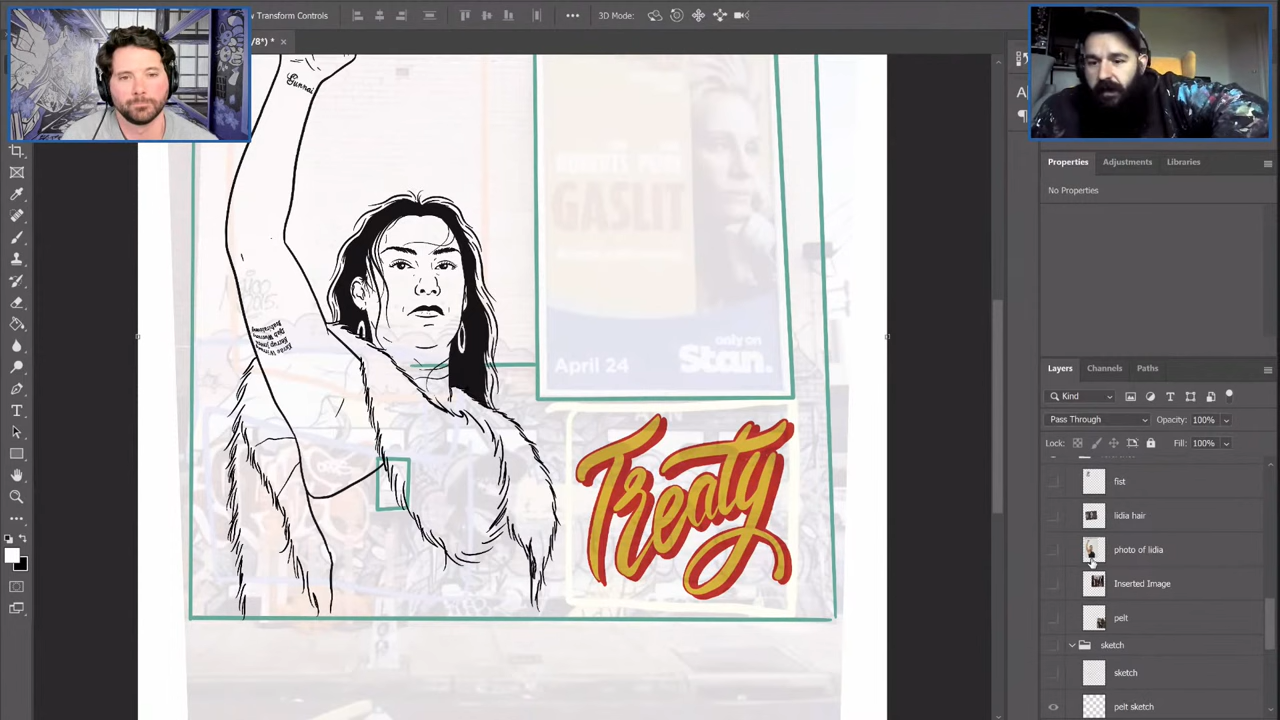 Transform Controls
3D Mode:
/8*) *
Gunnai
GASLIT
April 24
only on
Stan.
Treaty
Properties
Adjustments
Libraries
No Properties
Layers
Channels
Paths
Kind
Pass Through
Opacity: 100%
Lock:
Fill: 100%
fist
lidia hair
photo of lidia
Inserted Image
pelt
sketch
sketch
pelt sketch